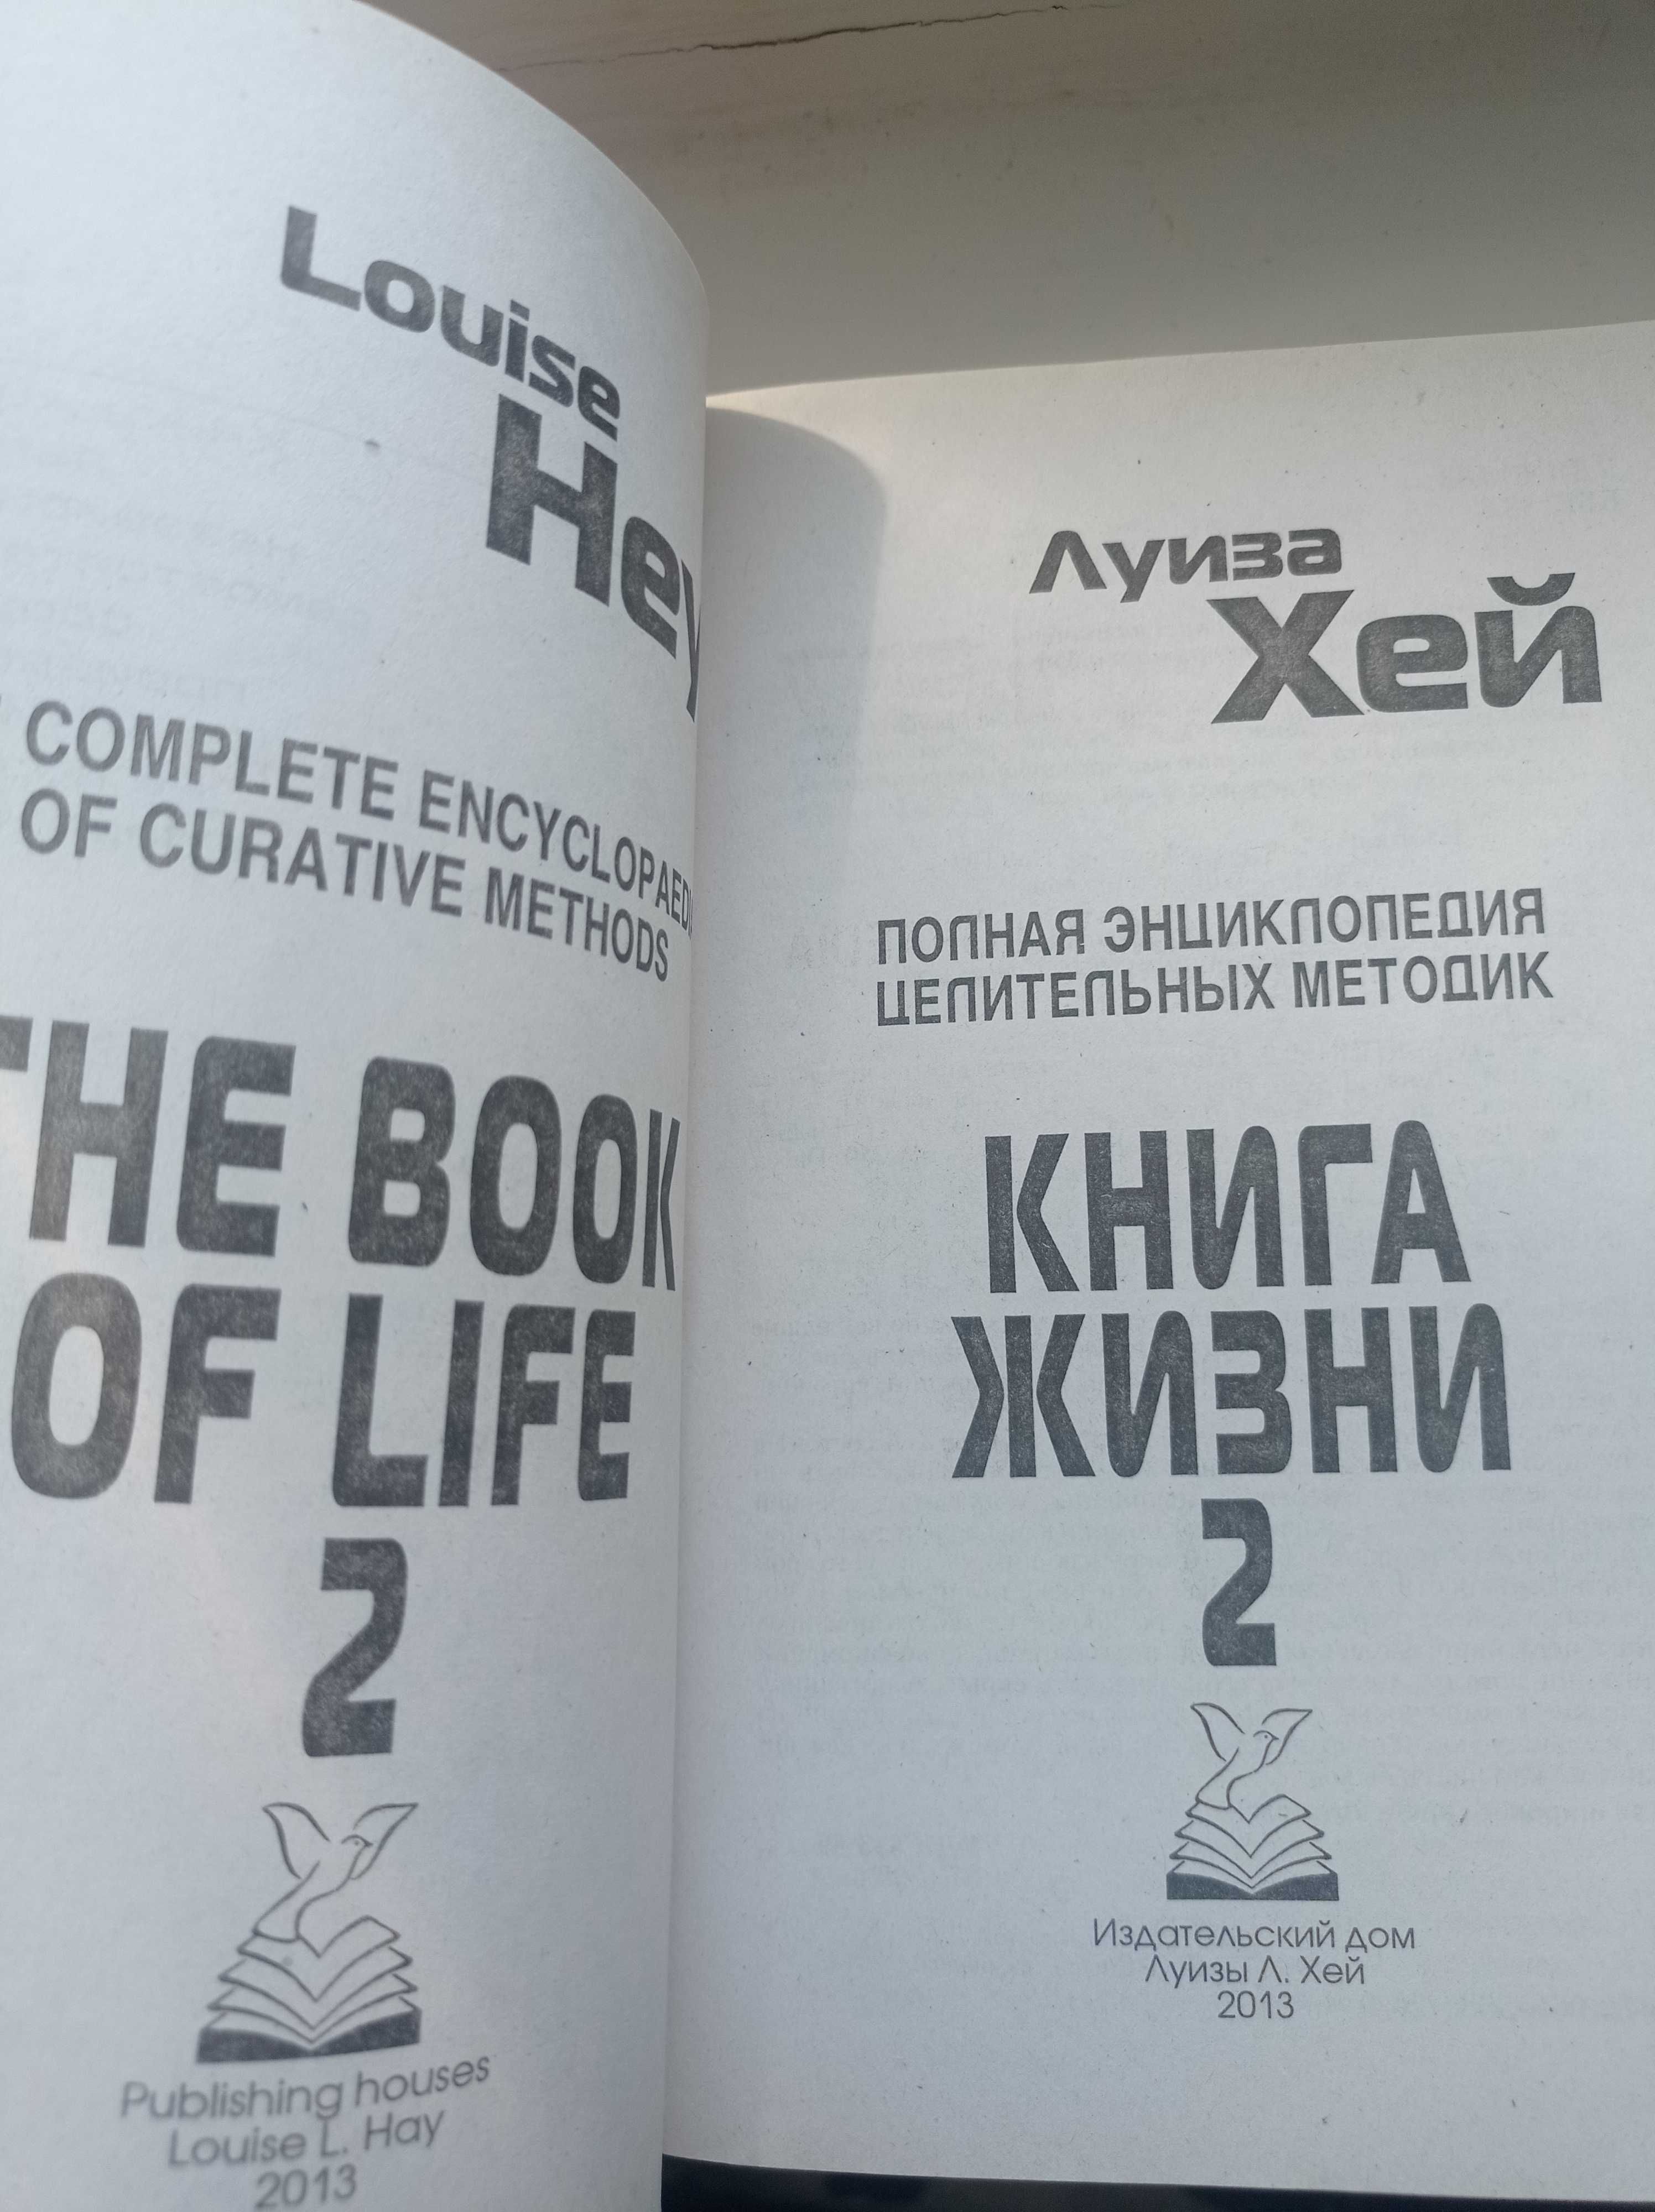 Louise
Hey
COMPLETE
OF CURATIVE METHODS
THE BOOK
OF LIFE
2
Publishing houses
Louise L. Hay
2013
Луиза
Хей
ПОЛНАЯ ЭНЦИКЛОПЕДИЯ
ЦЕЛИТЕЛЬНЫХ МЕТОДИК
КНИГА
ЖИЗНИ
2
Издательский дом
Луизы Л. Хей
2013